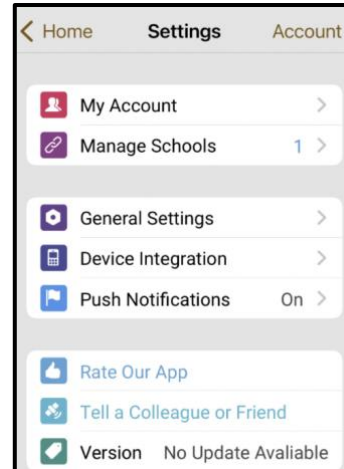 Home Settings Account
My Account
Manage Schools 1
General Settings
Device Integration
Push Notifications On
Rate Our App
Tell a Colleague or Friend
Version No Update Avaliable